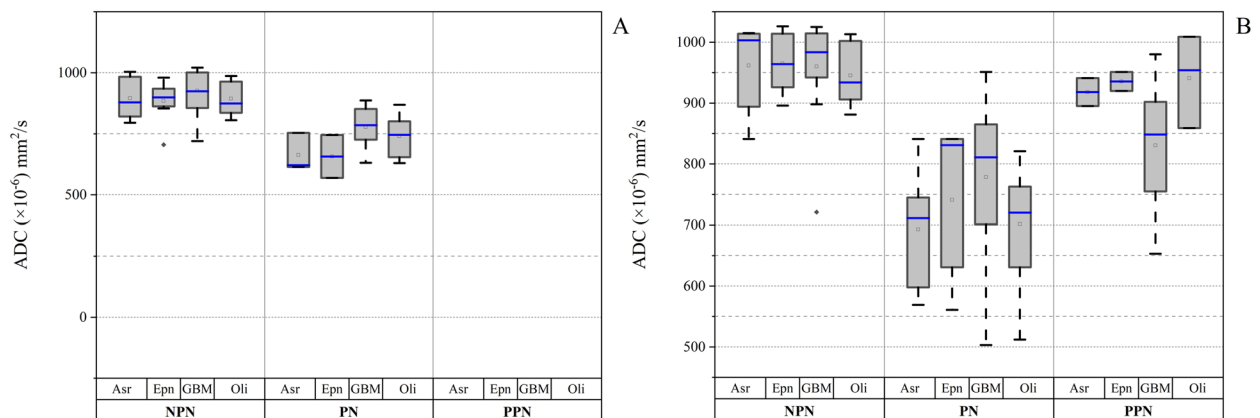 A
ADC (×10⁻⁶) mm²/s
1000
500
0
Asr Epn GBM Oli Asr Epn GBM Oli Asr Epn GBM Oli
NPN PN PPN
B
ADC (×10⁻⁶) mm²/s
1000
900
800
700
600
500
Asr Epn GBM Oli Asr Epn GBM Oli Asr Epn GBM Oli
NPN PN PPN